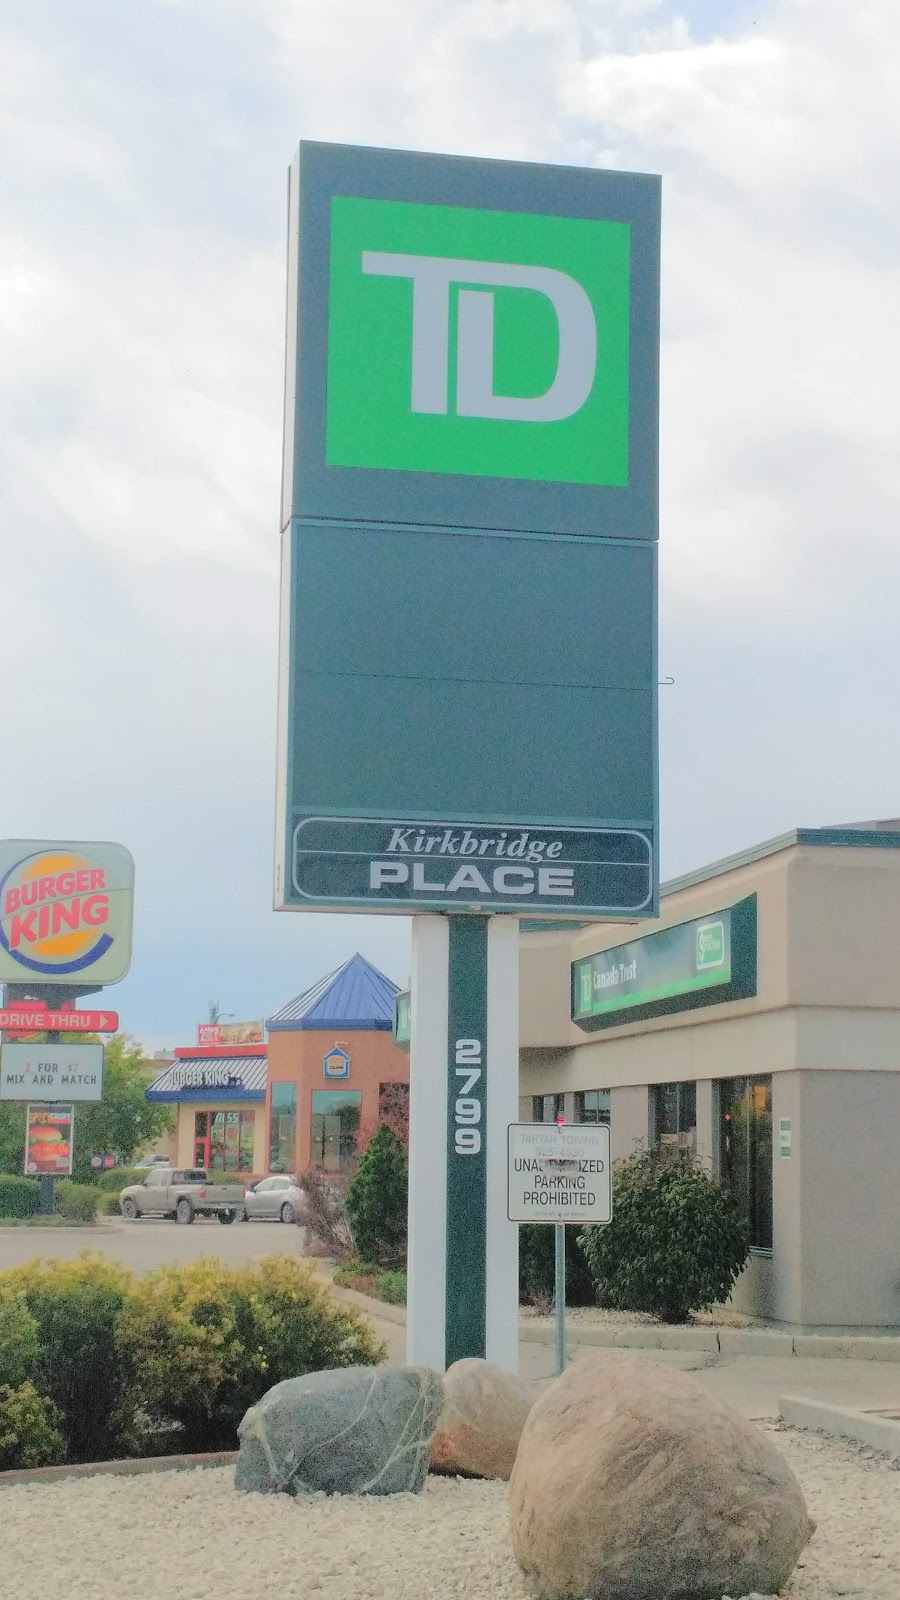 TD
Kirkbridge
PLACE
2799
BURGER
KING
DRIVE THRU
2 FOR $7
MIX AND MATCH
BURGER KING
TD Canada Trust
TARTAN TOWING
PARKING
PROHIBITED